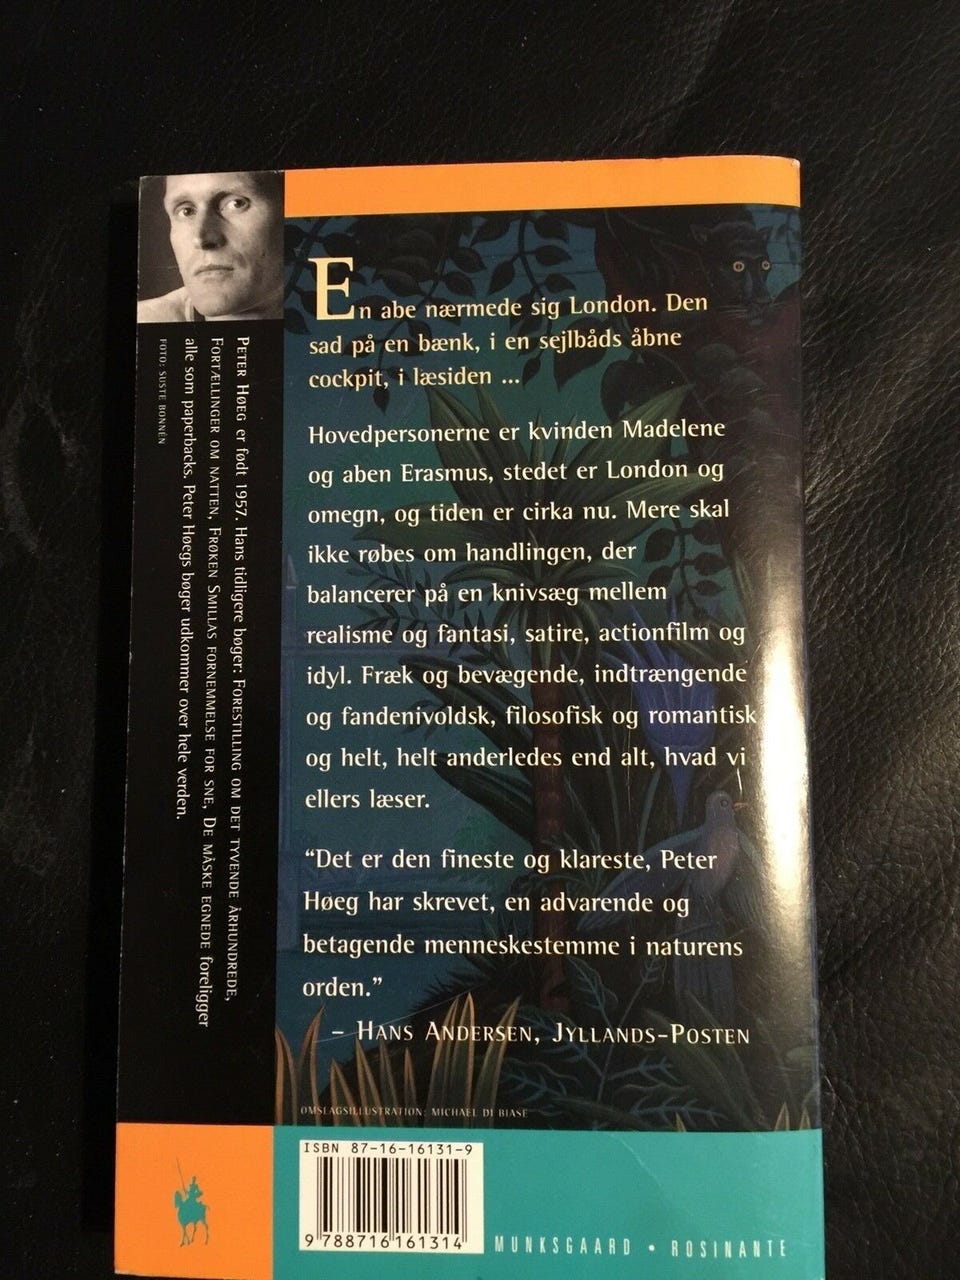 En abe nærmede sig London. Den
sad på en bænk, i en sejlbåds åbne
cockpit, i læsiden ...
Hovedpersonerne er kvinden Madelene
og aben Erasmus, stedet er London og
omegn, og tiden er cirka nu. Mere skal
ikke røbes om handlingen, der
balancerer på en knivsæg mellem
realisme og fantasi, satire, actionfilm og
idyl. Fræk og bevægende, indtrængende
og fandenivoldsk, filosofisk og romantisk
og helt, helt anderledes end alt, hvad vi
ellers læser.
“Det er den fineste og klareste, Peter
Høeg har skrevet, en advarende og
betagende menneskestemme i naturens
orden.”
– HANS ANDERSEN, JYLLANDS-POSTEN
OMSLAGSILLUSTRATION: MICHAEL DI BIASE
PETER HØEG er født 1957. Hans tidligere bøger: FORESTILLING OM DET TYVENDE ÅRHUNDREDE,
FORTÆLLINGER OM NATTEN, FRØKEN SMILLAS FORNEMMELSE FOR SNE, DE MÅSKE EGNEDE foreligger
alle som paperbacks. Peter Høegs bøger udkommer over hele verden.
FOTO: SUSTE BONNÉN
ISBN 87-16-16131-9
9 788716 161314
MUNKSGAARD • ROSINANTE